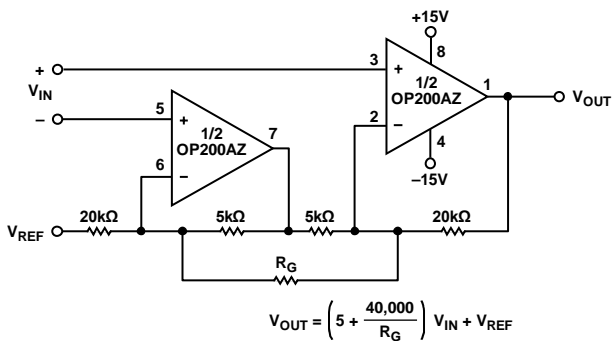 +15V
8
+
V_IN
–
3
+
1/2
OP200AZ
1
V_OUT
2
–
4
–15V
5
+
1/2
OP200AZ
7
6
–
V_REF
20kΩ
5kΩ
5kΩ
20kΩ
R_G
V_OUT = (5 + 40,000/R_G) V_IN + V_REF